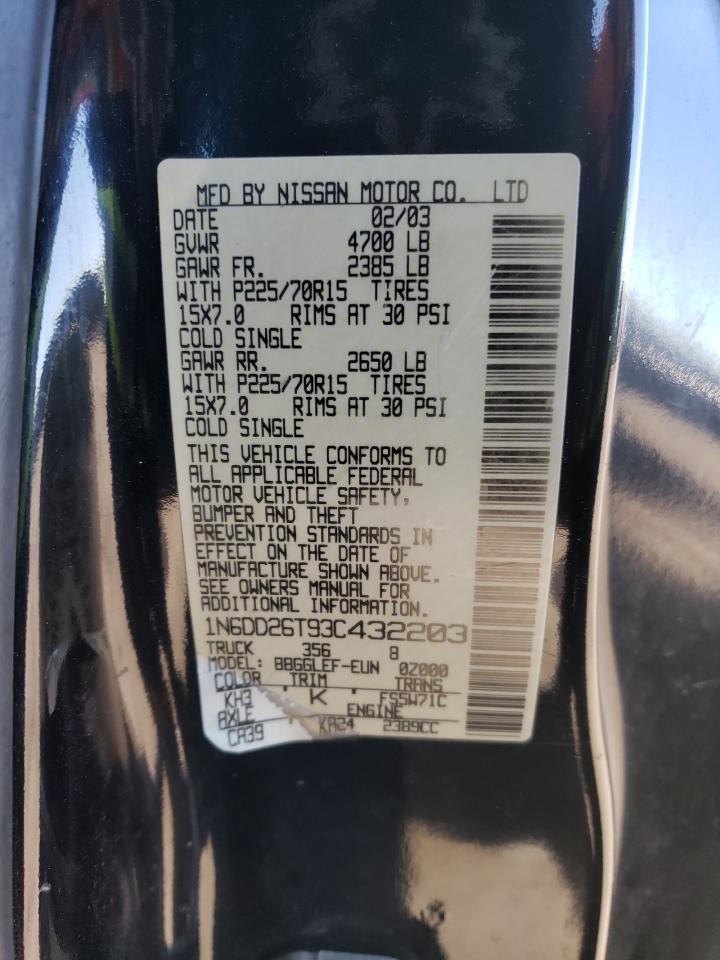 MFD BY NISSAN MOTOR CO. LTD
DATE 02/03
GVWR 4700 LB
GAWR FR. 2385 LB
WITH P225/70R15 TIRES
15X7.0 RIMS AT 30 PSI
COLD SINGLE
GAWR RR. 2650 LB
WITH P225/70R15 TIRES
15X7.0 RIMS AT 30 PSI
COLD SINGLE
THIS VEHICLE CONFORMS TO
ALL APPLICABLE FEDERAL
MOTOR VEHICLE SAFETY,
BUMPER AND THEFT
PREVENTION STANDARDS IN
EFFECT ON THE DATE OF
MANUFACTURE SHOWN ABOVE.
SEE OWNERS MANUAL FOR
ADDITIONAL INFORMATION.
1N6DD26T93C432203
TRUCK 356 8
MODEL: BBGGLEF-EUN 0Z000
COLOR TRIM TRANS
KH3 K FS5W71C
AXLE ENGINE
CA39 KA24 2389CC